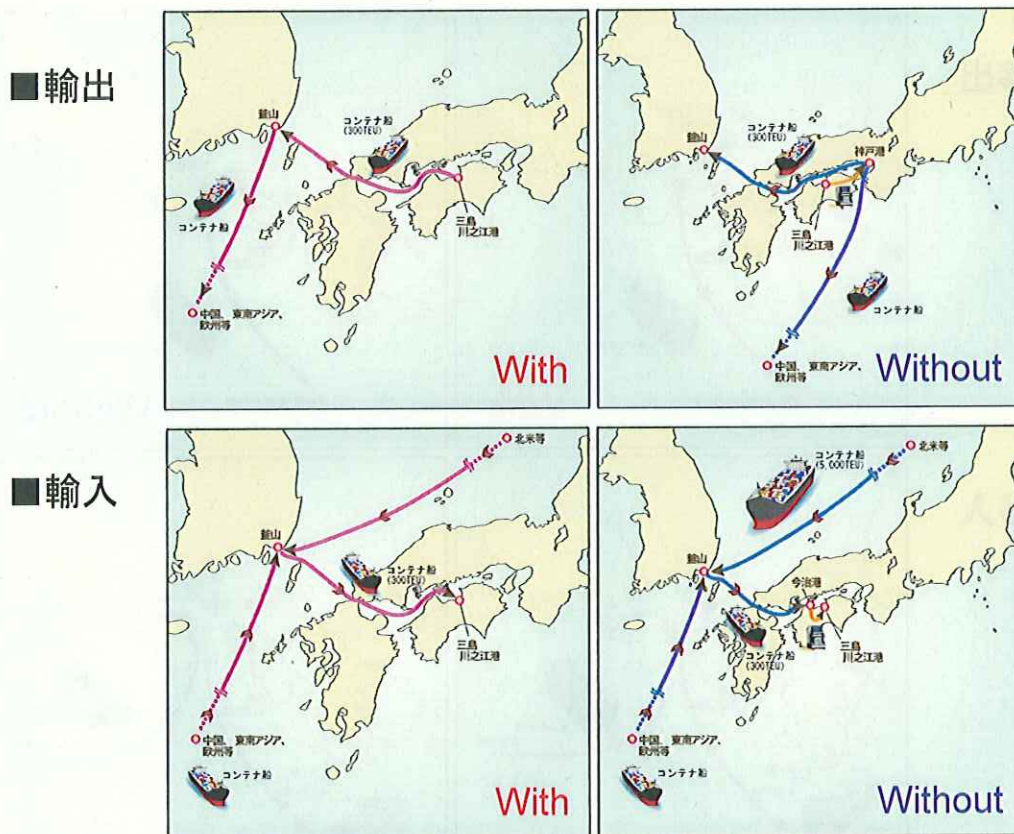 ■輸出
釜山
コンテナ船
(300TEU)
コンテナ船
三島
川之江港
中国、東南アジア、
欧州等
With
釜山
コンテナ船
(300TEU)
神戸港
三島
川之江港
コンテナ船
中国、東南アジア、
欧州等
Without
■輸入
北米等
釜山
コンテナ船
(300TEU)
三島
川之江港
中国、東南アジア、
欧州等
コンテナ船
With
北米等
コンテナ船
(5,000TEU)
釜山
今治港
コンテナ船
(300TEU)
三島
川之江港
中国、東南アジア、
欧州等
コンテナ船
Without